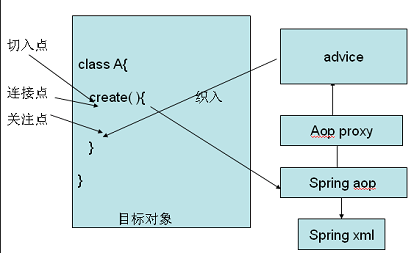 切入点
class A{
连接点
create( ){
关注点
织入
}
}
目标对象
advice
Aop proxy
Spring aop
Spring xml